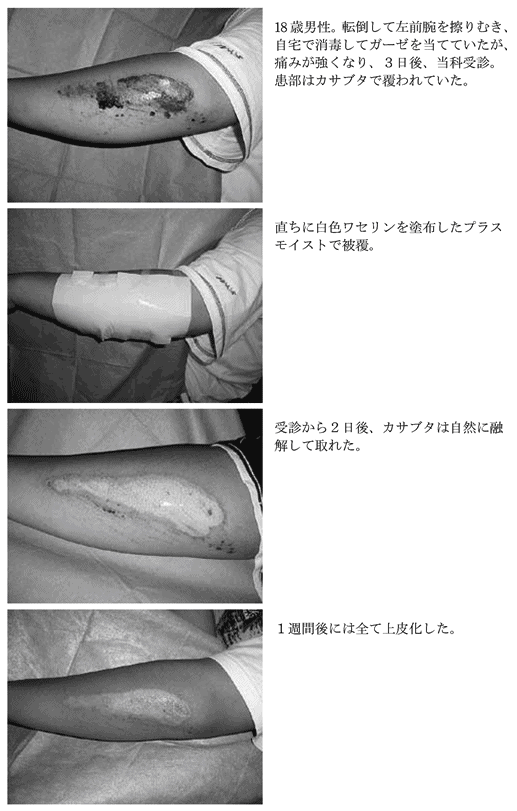 18歳男性。転倒して左前腕を擦りむき、
自宅で消毒してガーゼを当てていたが、
痛みが強くなり、３日後、当科受診。
患部はカサブタで覆われていた。
直ちに白色ワセリンを塗布したプラス
モイストで被覆。
受診から２日後、カサブタは自然に融
解して取れた。
１週間後には全て上皮化した。